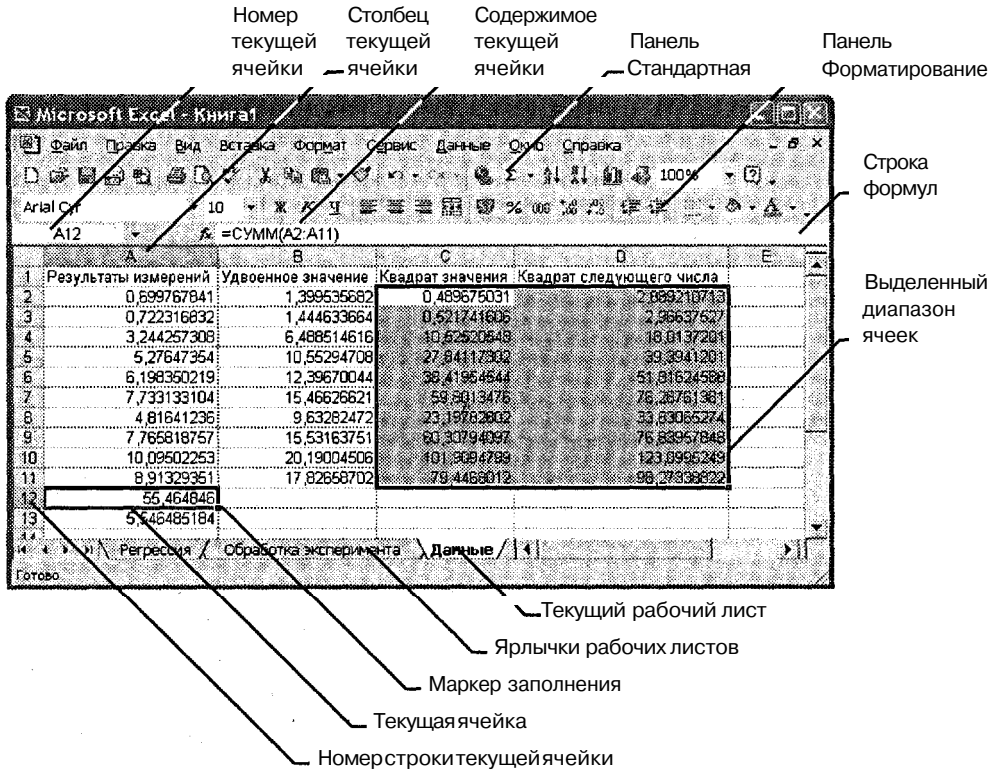 Номер
текущей
ячейки
Столбец
текущей
ячейки
Содержимое
текущей
ячейки
Панель
Стандартная
Панель
Форматирование
Microsoft Excel - Книга1
Файл Правка Вид Вставка Формат Сервис Данные Окно Справка
100%
Arial Cyr 10 Ж К Ч % 000
A12 fx =СУММ(A2:A11)
A B C D E
1 Результаты измерений Удвоенное значение Квадрат значения Квадрат следующего числа
2 0,699767841 1,399535682 0,489675031 2,889210713
3 0,722316832 1,444633664 0,521741606 2,96637527
4 3,244257308 6,488514616 10,52520548 18,0137201
5 5,27647354 10,55294708 27,84117302 39,3941201
6 6,198350219 12,39670044 38,41954544 51,81624588
7 7,733133104 15,46626621 59,8013476 76,26761381
8 4,81641236 9,63282472 23,19782802 33,83065274
9 7,765818757 15,53163751 60,30794097 76,83957848
10 10,09502253 20,19004506 101,9094799 123,0995249
11 8,91329351 17,82658702 79,4468012 98,27338822
12 55,464846
13 5,546485184
Регрессия Обработка эксперимента Данные
Готово
Строка
формул
Выделенный
диапазон
ячеек
Текущий рабочий лист
Ярлычки рабочих листов
Маркер заполнения
Текущая ячейка
Номер строки текущей ячейки